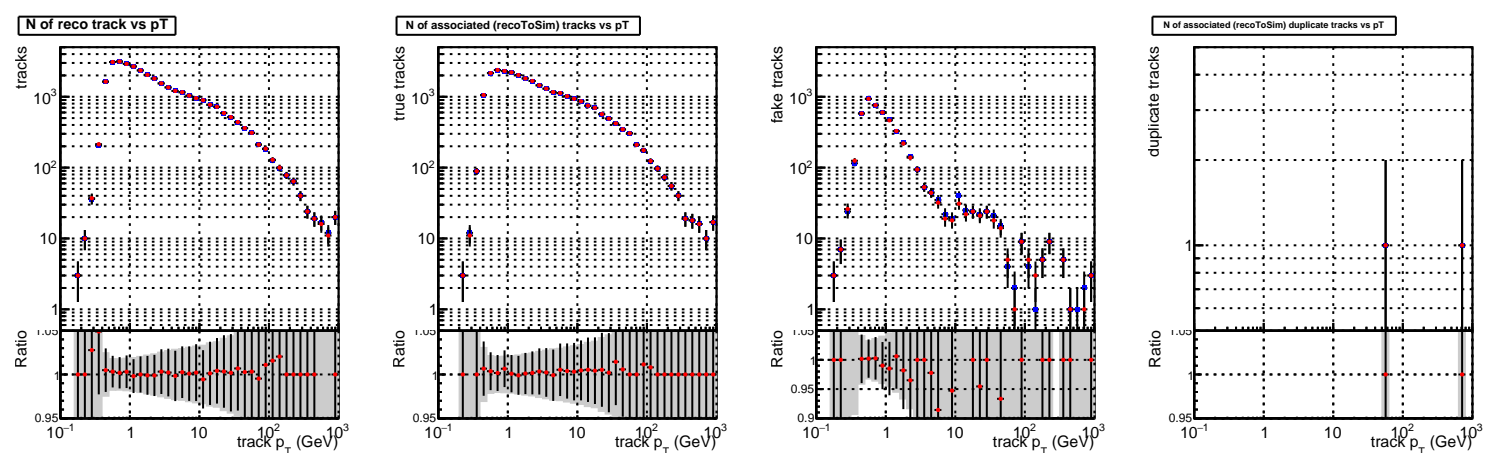 N of reco track vs pT
tracks
10³
10²
10
1
Ratio
1.05
1
0.95
10⁻¹ 1 10 10² 10³
track p_T (GeV)
N of associated (recoToSim) tracks vs pT
true tracks
10³
10²
10
1
Ratio
1.05
1
0.95
10⁻¹ 1 10 10² 10³
track p_T (GeV)
fake tracks
10³
10²
10
1
Ratio
1
0.95
0.9
10⁻¹ 1 10 10² 10³
track p_T (GeV)
N of associated (recoToSim) duplicate tracks vs pT
duplicate tracks
1
Ratio
1.05
1
0.95
10⁻¹ 1 10 10² 10³
track p_T (GeV)